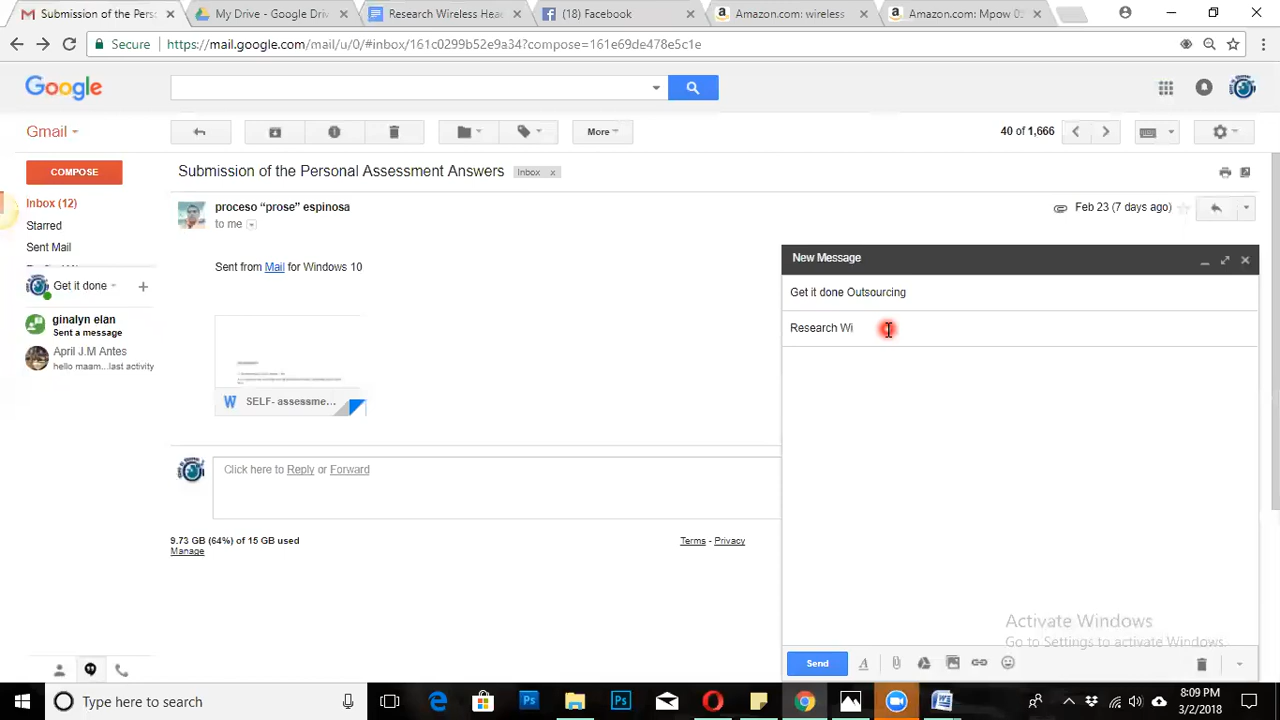 Submission of the Perso
My Drive - Google Driv
Research Wireless Head
(18) Facebook
Amazon.com: wireless
Amazon.com: Mpow 05
Secure
https://mail.google.com/mail/u/0/#inbox/161c0299b52e9a34?compose=161e69de478e5c1e
Google
Gmail
More
40 of 1,666
COMPOSE
Submission of the Personal Assessment Answers
Inbox x
Inbox (12)
proceso “prose” espinosa
Feb 23 (7 days ago)
Starred
to me
Sent Mail
New Message
Sent from Mail for Windows 10
Get it done
Get it done Outsourcing
ginalyn elan
Sent a message
Research Wi
April J.M Antes
hello maam...last activity
W SELF- assessme...
Click here to Reply or Forward
9.73 GB (64%) of 15 GB used
Manage
Terms - Privacy
Activate Windows
Go to Settings to activate Windows.
Send
Type here to search
8:09 PM
3/2/2018